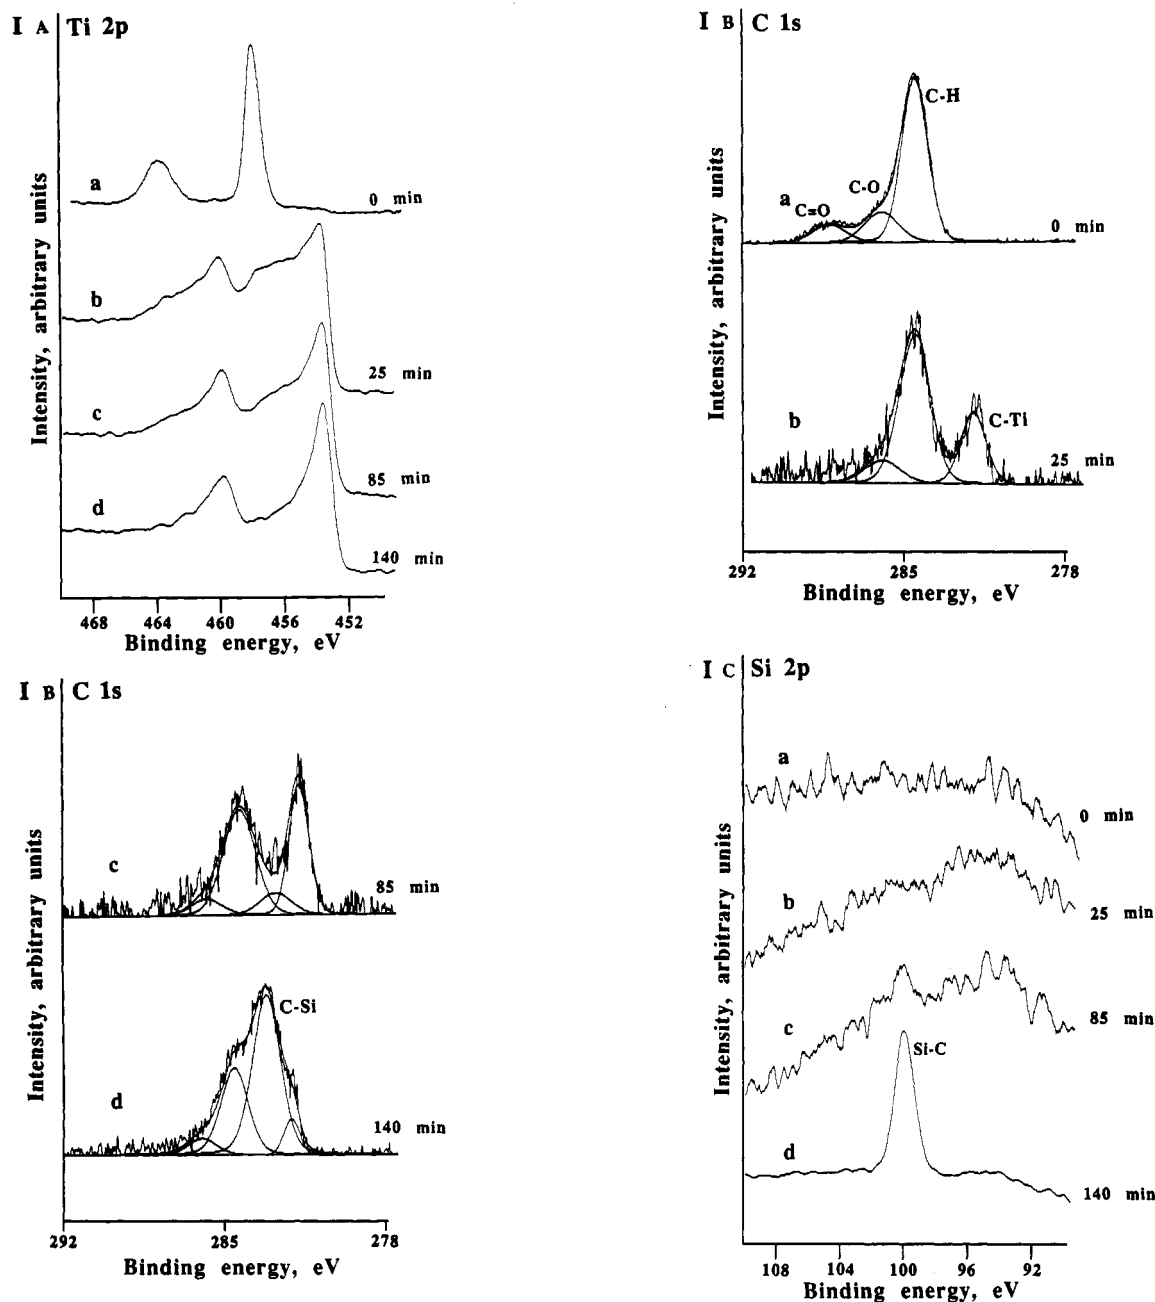 I A Ti 2p
Intensity, arbitrary units
a
0 min
b
25 min
c
85 min
d
140 min
468 464 460 456 452
Binding energy, eV
I B C 1s
Intensity, arbitrary units
C-H
C-O
a
C=O
0 min
b
C-Ti
25 min
292 285 278
Binding energy, eV
I B C 1s
Intensity, arbitrary units
c
85 min
C-Si
d
140 min
292 285 278
Binding energy, eV
I C Si 2p
Intensity, arbitrary units
a
0 min
b
25 min
c
85 min
Si-C
d
140 min
108 104 100 96 92
Binding energy, eV